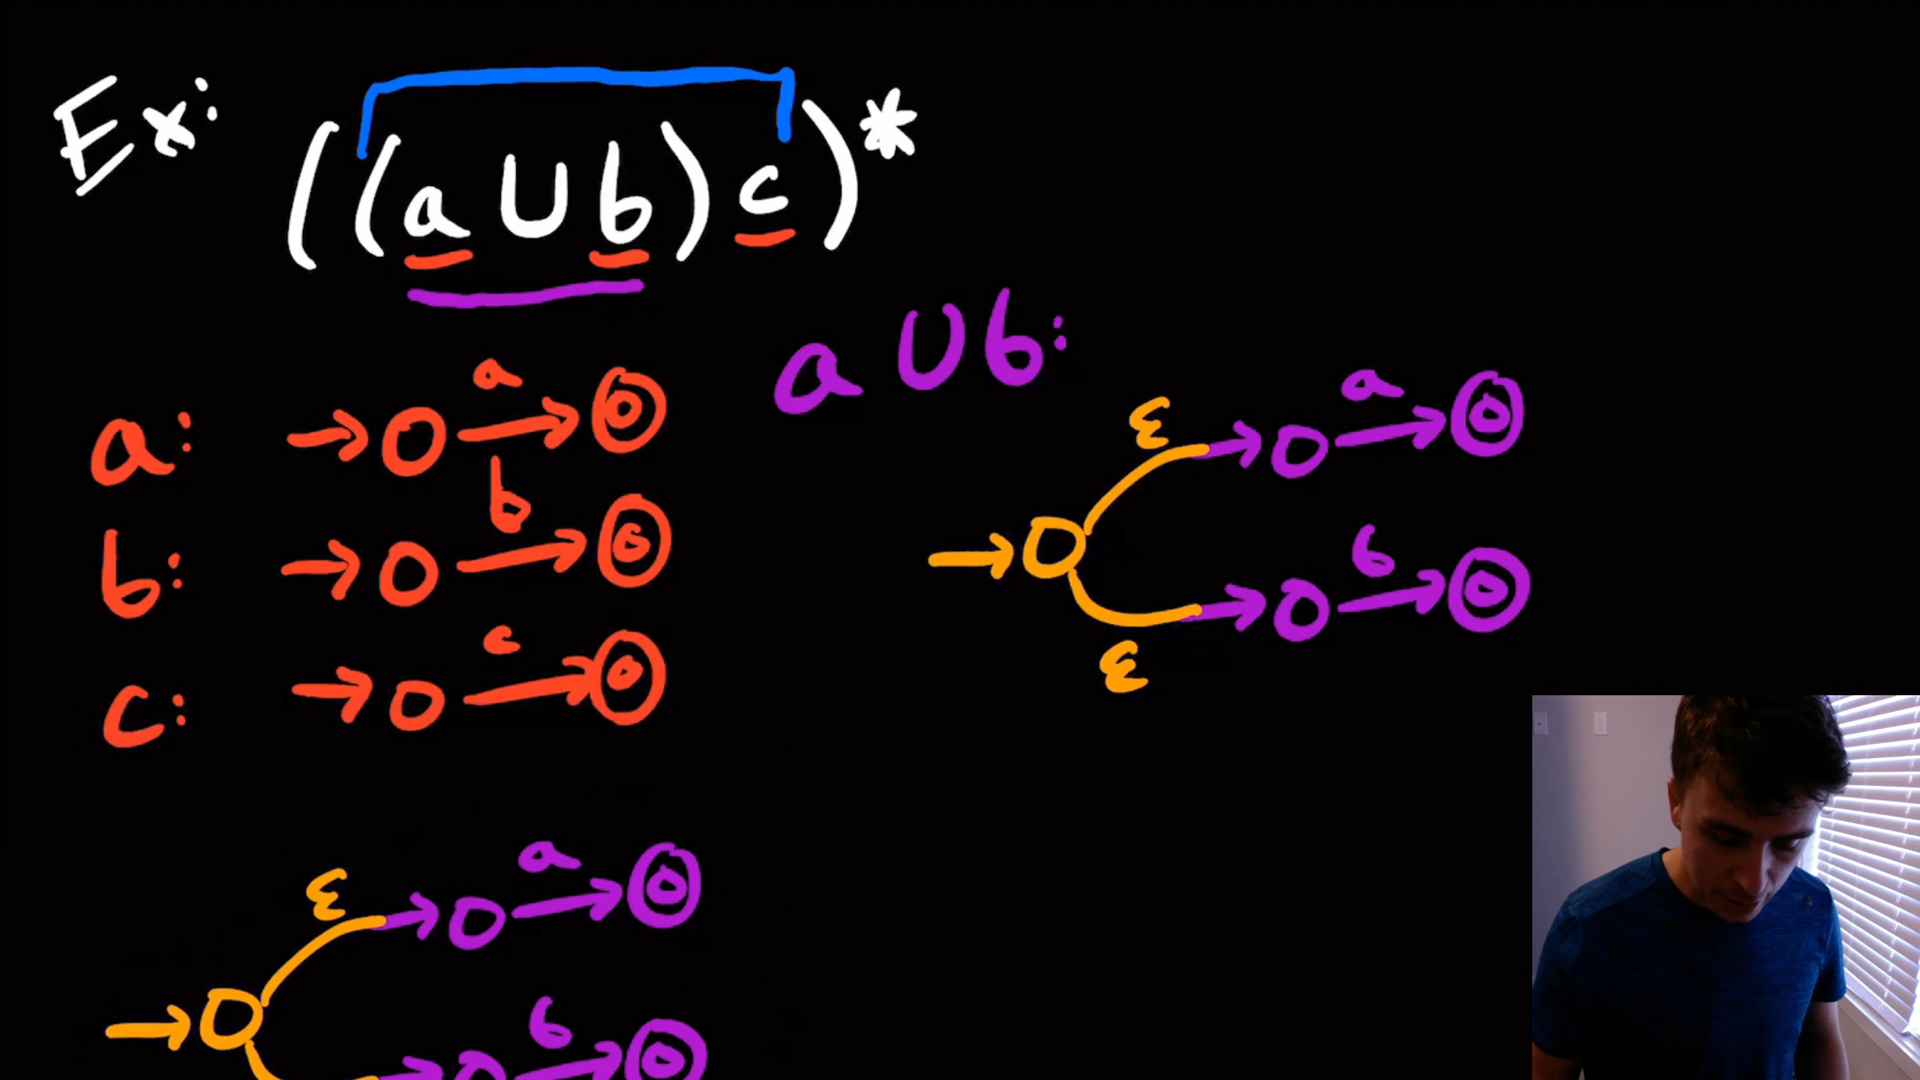 Ex: ((a∪b)c)*
a∪b:
a: a
b: b
c: c
ε a
b
ε
ε a
b